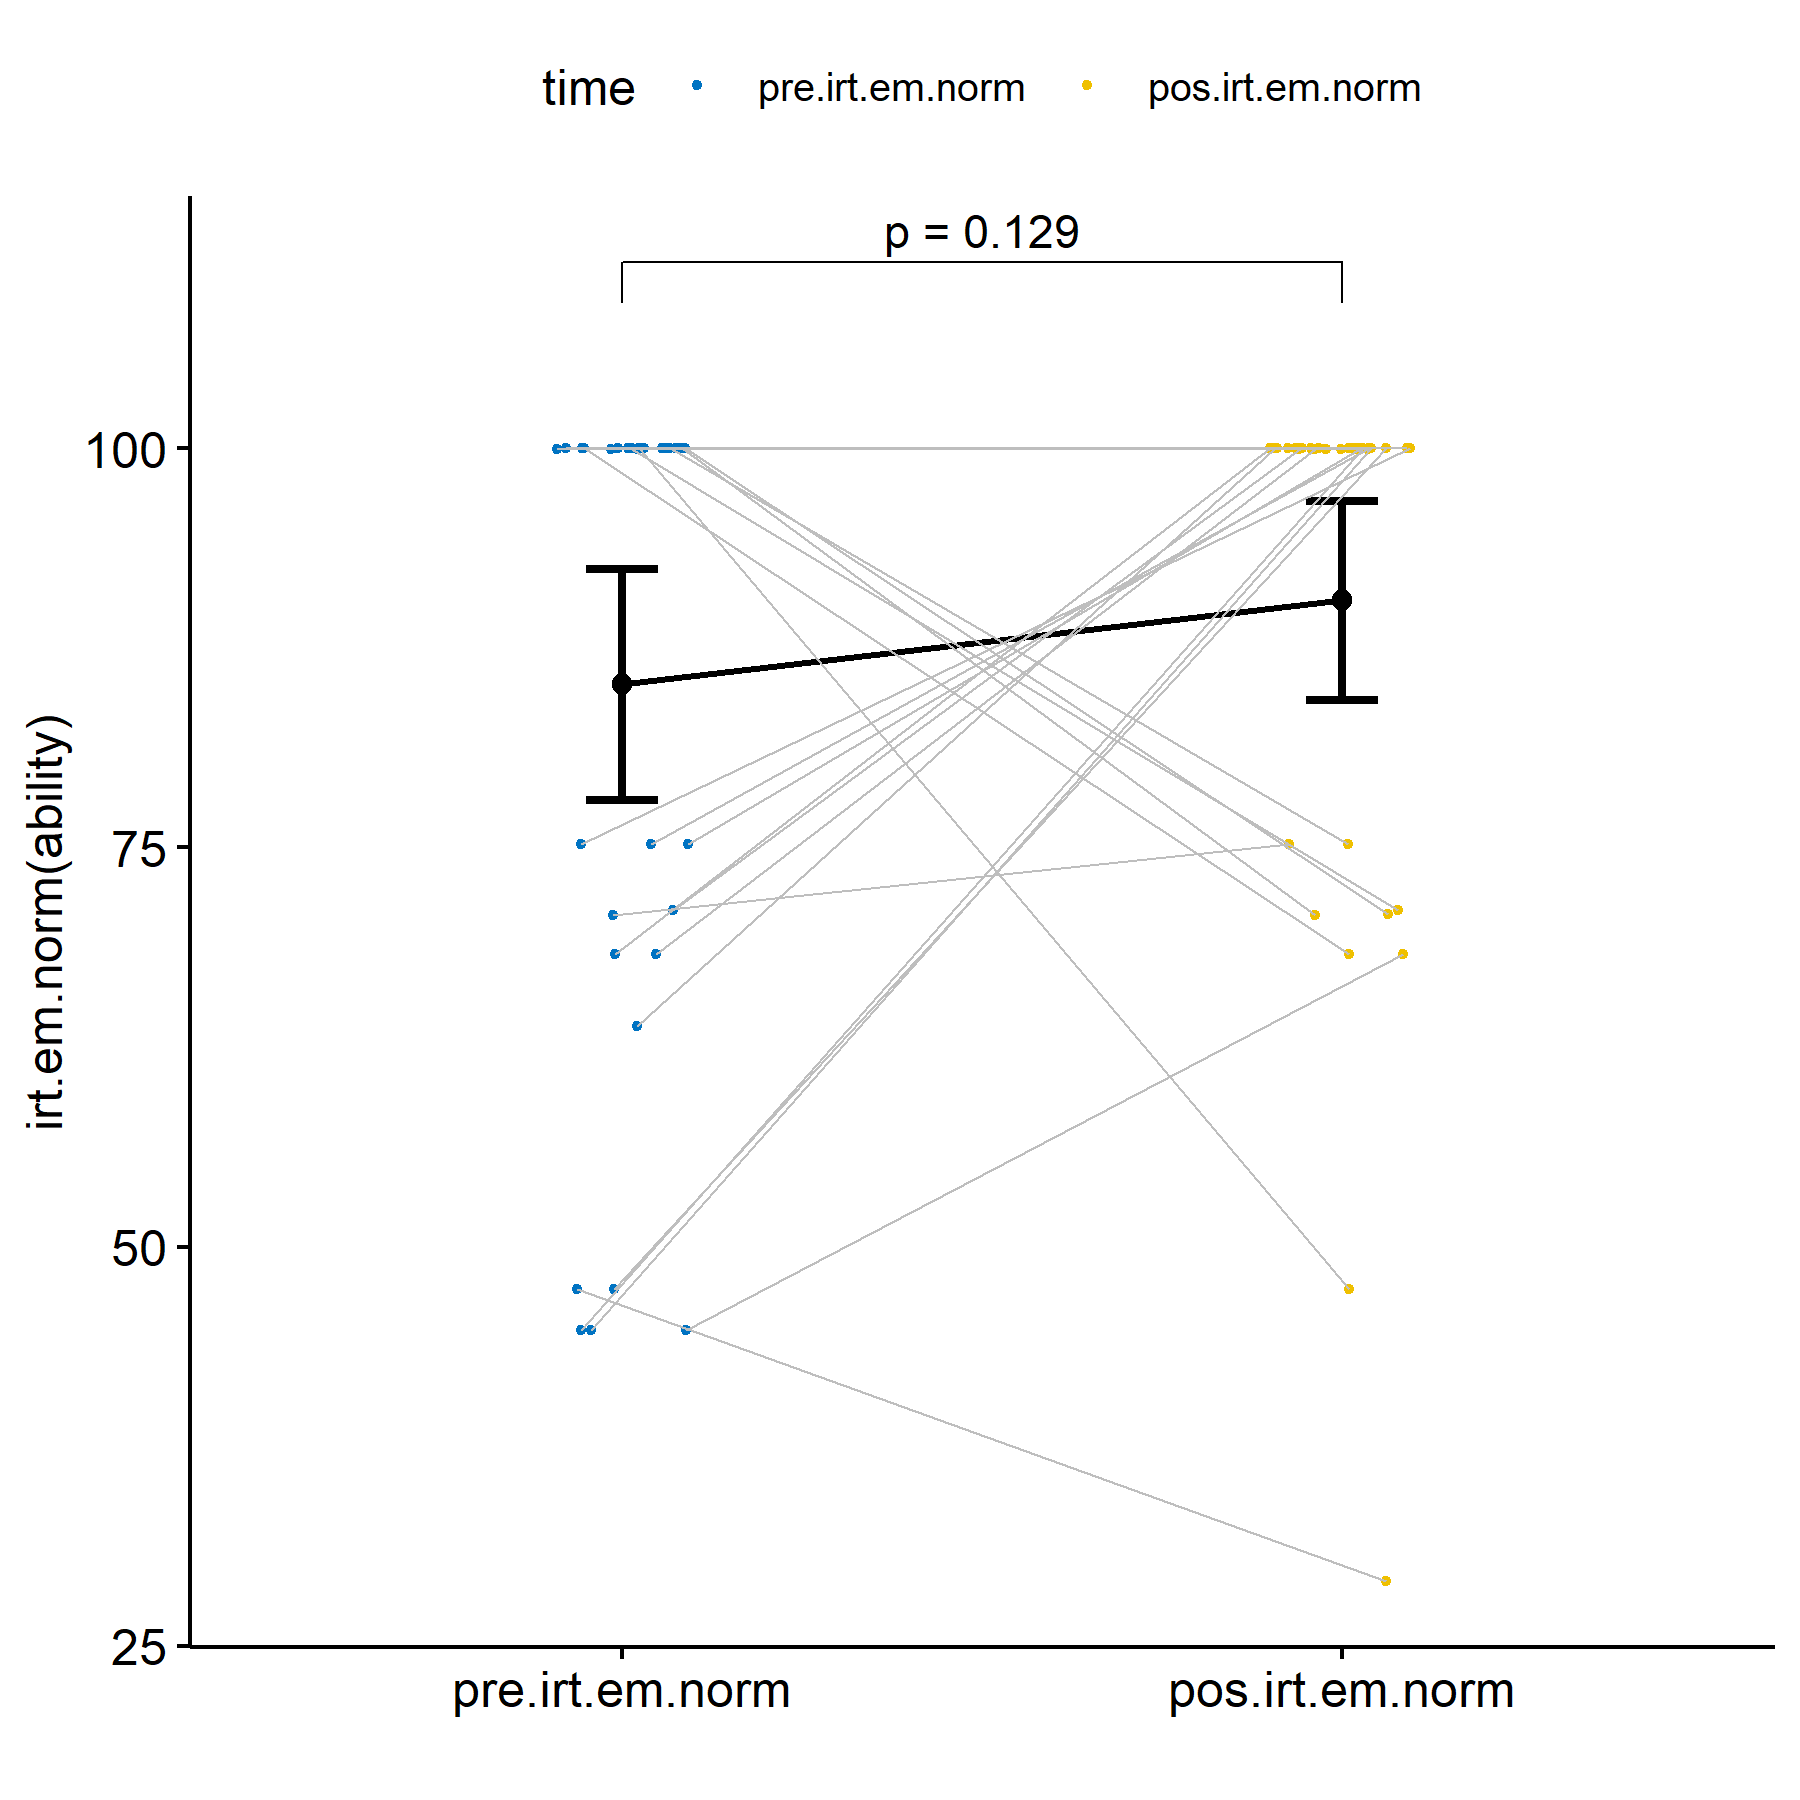 time pre.irt.em.norm pos.irt.em.norm
p = 0.129
100
75
50
25
irt.em.norm(ability)
pre.irt.em.norm pos.irt.em.norm